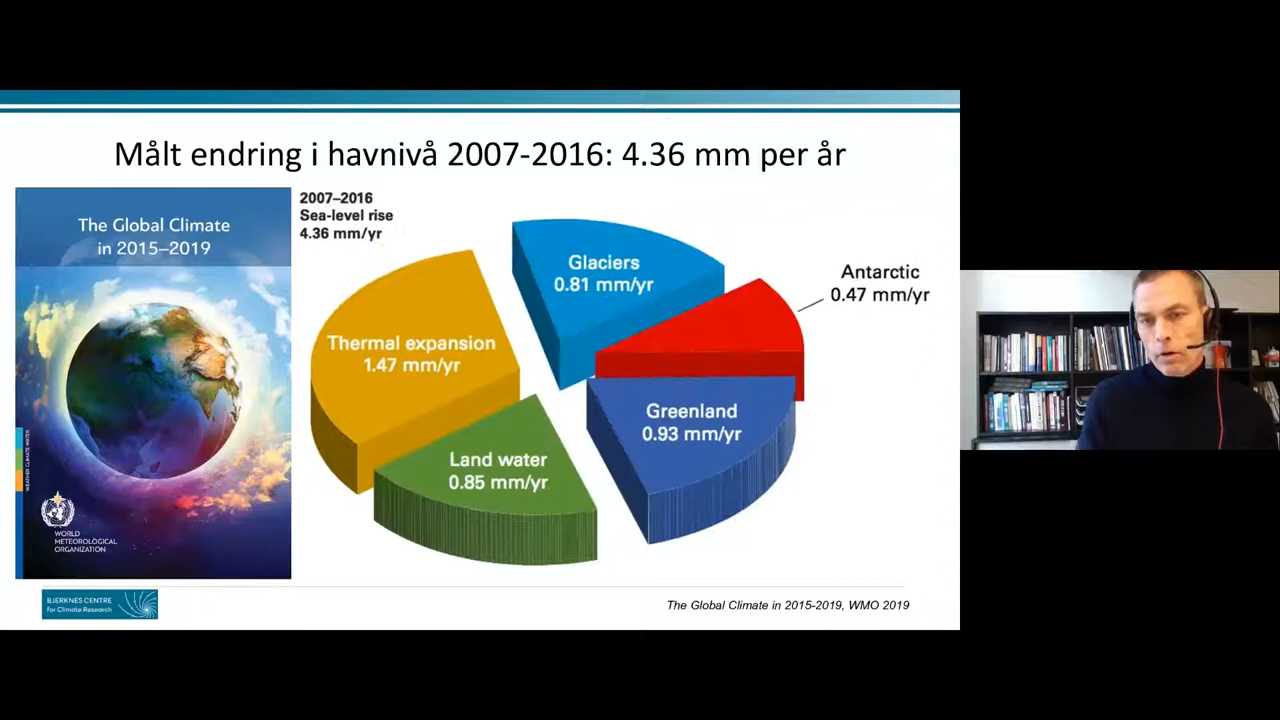 Målt endring i havnivå 2007-2016: 4.36 mm per år
The Global Climate
in 2015–2019
WEATHER CLIMATE WATER
WORLD
METEOROLOGICAL
ORGANIZATION
2007–2016
Sea-level rise
4.36 mm/yr
Glaciers
0.81 mm/yr
Antarctic
0.47 mm/yr
Thermal expansion
1.47 mm/yr
Greenland
0.93 mm/yr
Land water
0.85 mm/yr
BJERKNES CENTRE
for Climate Research
The Global Climate in 2015-2019, WMO 2019